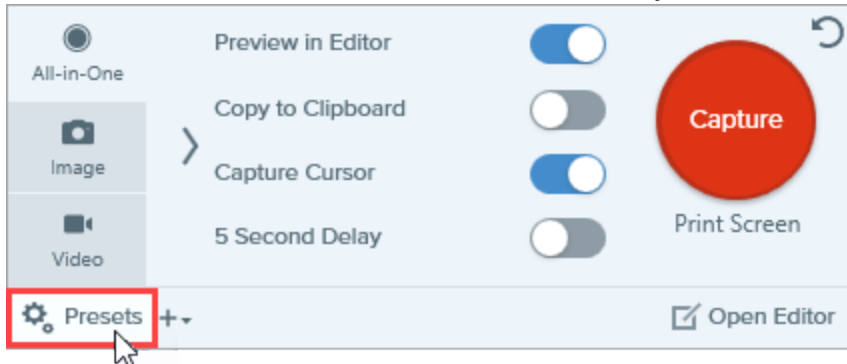 All-in-One
Image
Video
Preview in Editor
Copy to Clipboard
Capture Cursor
5 Second Delay
Capture
Print Screen
Presets
Open Editor